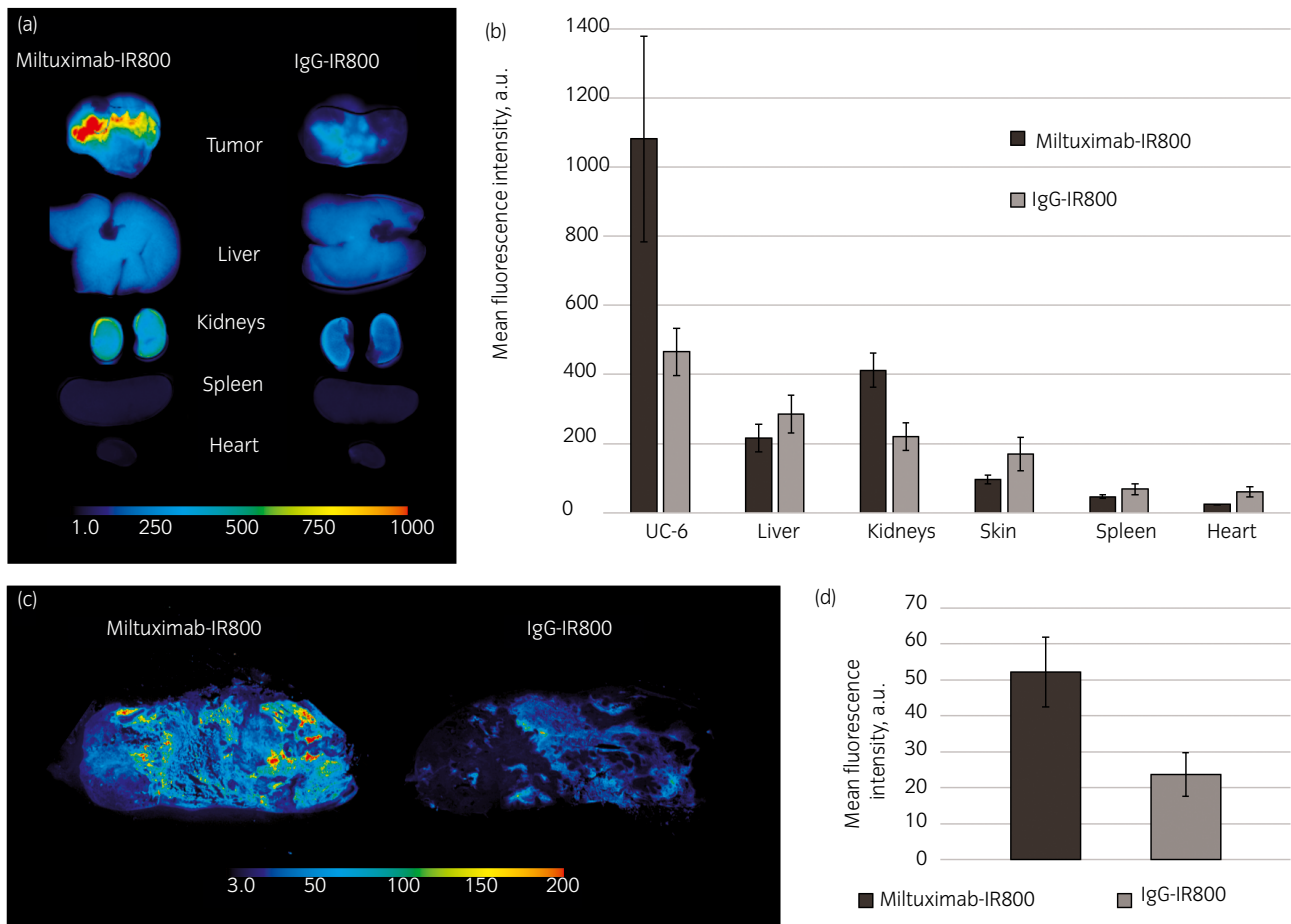 (a)
Miltuximab-IR800 IgG-IR800
Tumor
Liver
Kidneys
Spleen
Heart
1.0 250 500 750 1000
(b)
Mean fluorescence intensity, a.u.
1400
1200
1000
800
600
400
200
0
Miltuximab-IR800
IgG-IR800
UC-6 Liver Kidneys Skin Spleen Heart
(c)
Miltuximab-IR800 IgG-IR800
3.0 50 100 150 200
(d)
Mean fluorescence
intensity, a.u.
70
60
50
40
30
20
10
0
Miltuximab-IR800 IgG-IR800